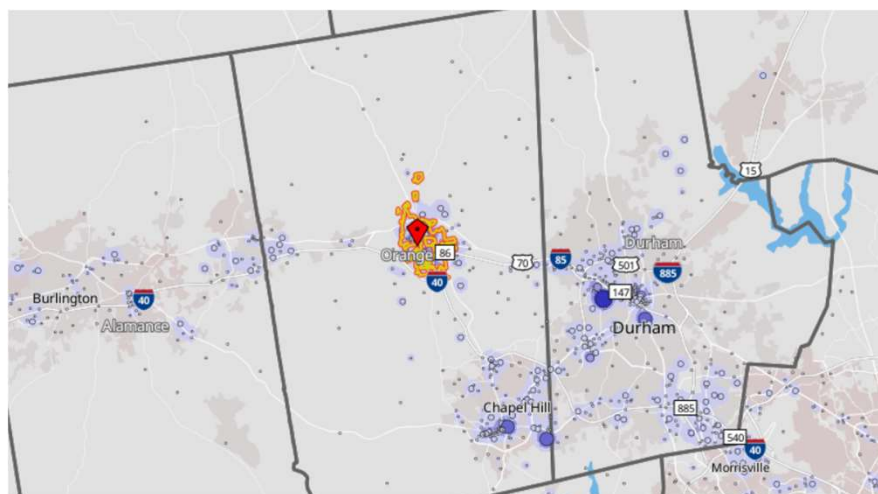 15
Durham
Orange
86
70
85
501
885
40
147
Burlington
40
Alamance
Durham
Chapel Hill
885
540
40
Morrisville